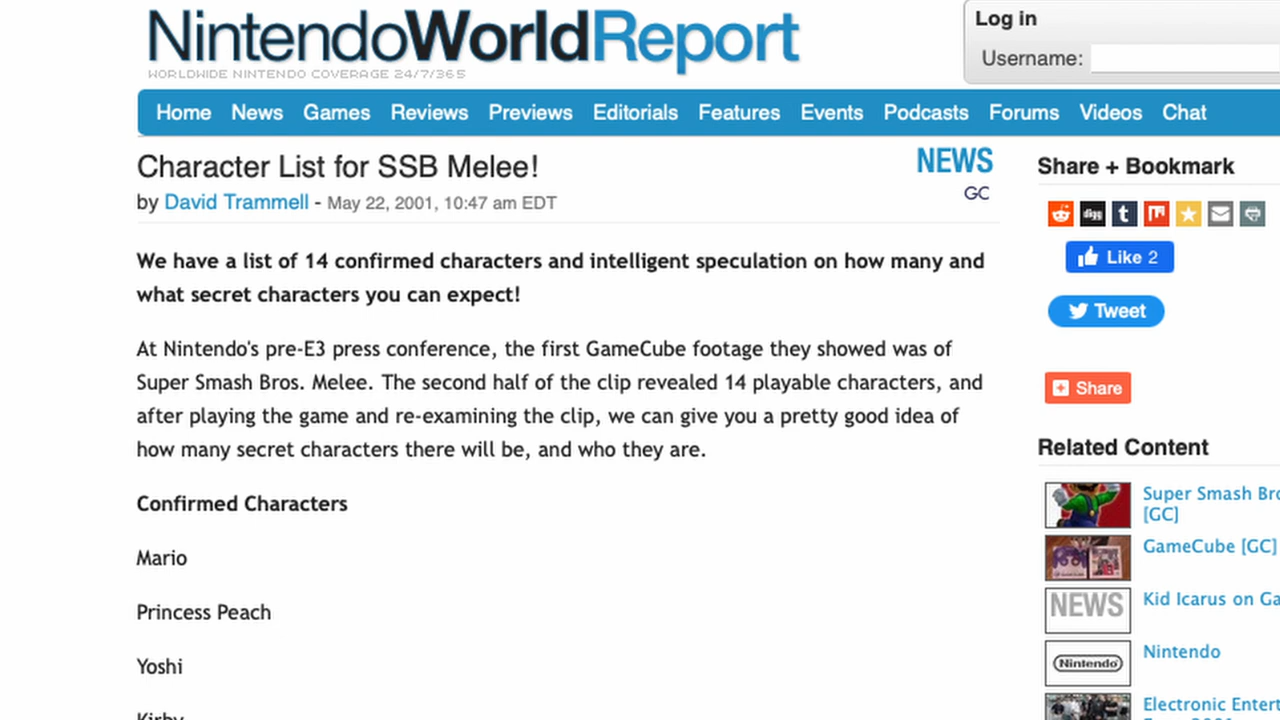 NintendoWorldReport
WORLDWIDE NINTENDO COVERAGE 24/7/365
Log in
Username:
Home News Games Reviews Previews Editorials Features Events Podcasts Forums Videos Chat
Character List for SSB Melee!
NEWS
GC
by David Trammell - May 22, 2001, 10:47 am EDT
We have a list of 14 confirmed characters and intelligent speculation on how many and
what secret characters you can expect!
At Nintendo's pre-E3 press conference, the first GameCube footage they showed was of
Super Smash Bros. Melee. The second half of the clip revealed 14 playable characters, and
after playing the game and re-examining the clip, we can give you a pretty good idea of
how many secret characters there will be, and who they are.
Confirmed Characters
Mario
Princess Peach
Yoshi
Kirby
Share + Bookmark
digg
Like 2
Tweet
Share
Related Content
Super Smash Bro
[GC]
GameCube [GC]
NEWS
Kid Icarus on Ga
Nintendo
Nintendo
Electronic Entert